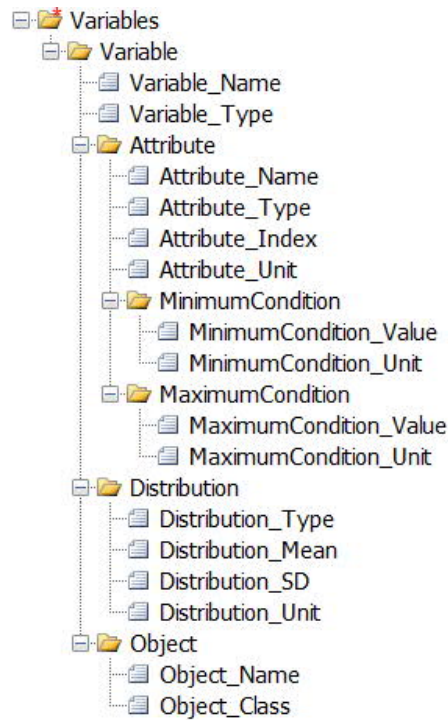 Variables
Variable
Variable_Name
Variable_Type
Attribute
Attribute_Name
Attribute_Type
Attribute_Index
Attribute_Unit
MinimumCondition
MinimumCondition_Value
MinimumCondition_Unit
MaximumCondition
MaximumCondition_Value
MaximumCondition_Unit
Distribution
Distribution_Type
Distribution_Mean
Distribution_SD
Distribution_Unit
Object
Object_Name
Object_Class